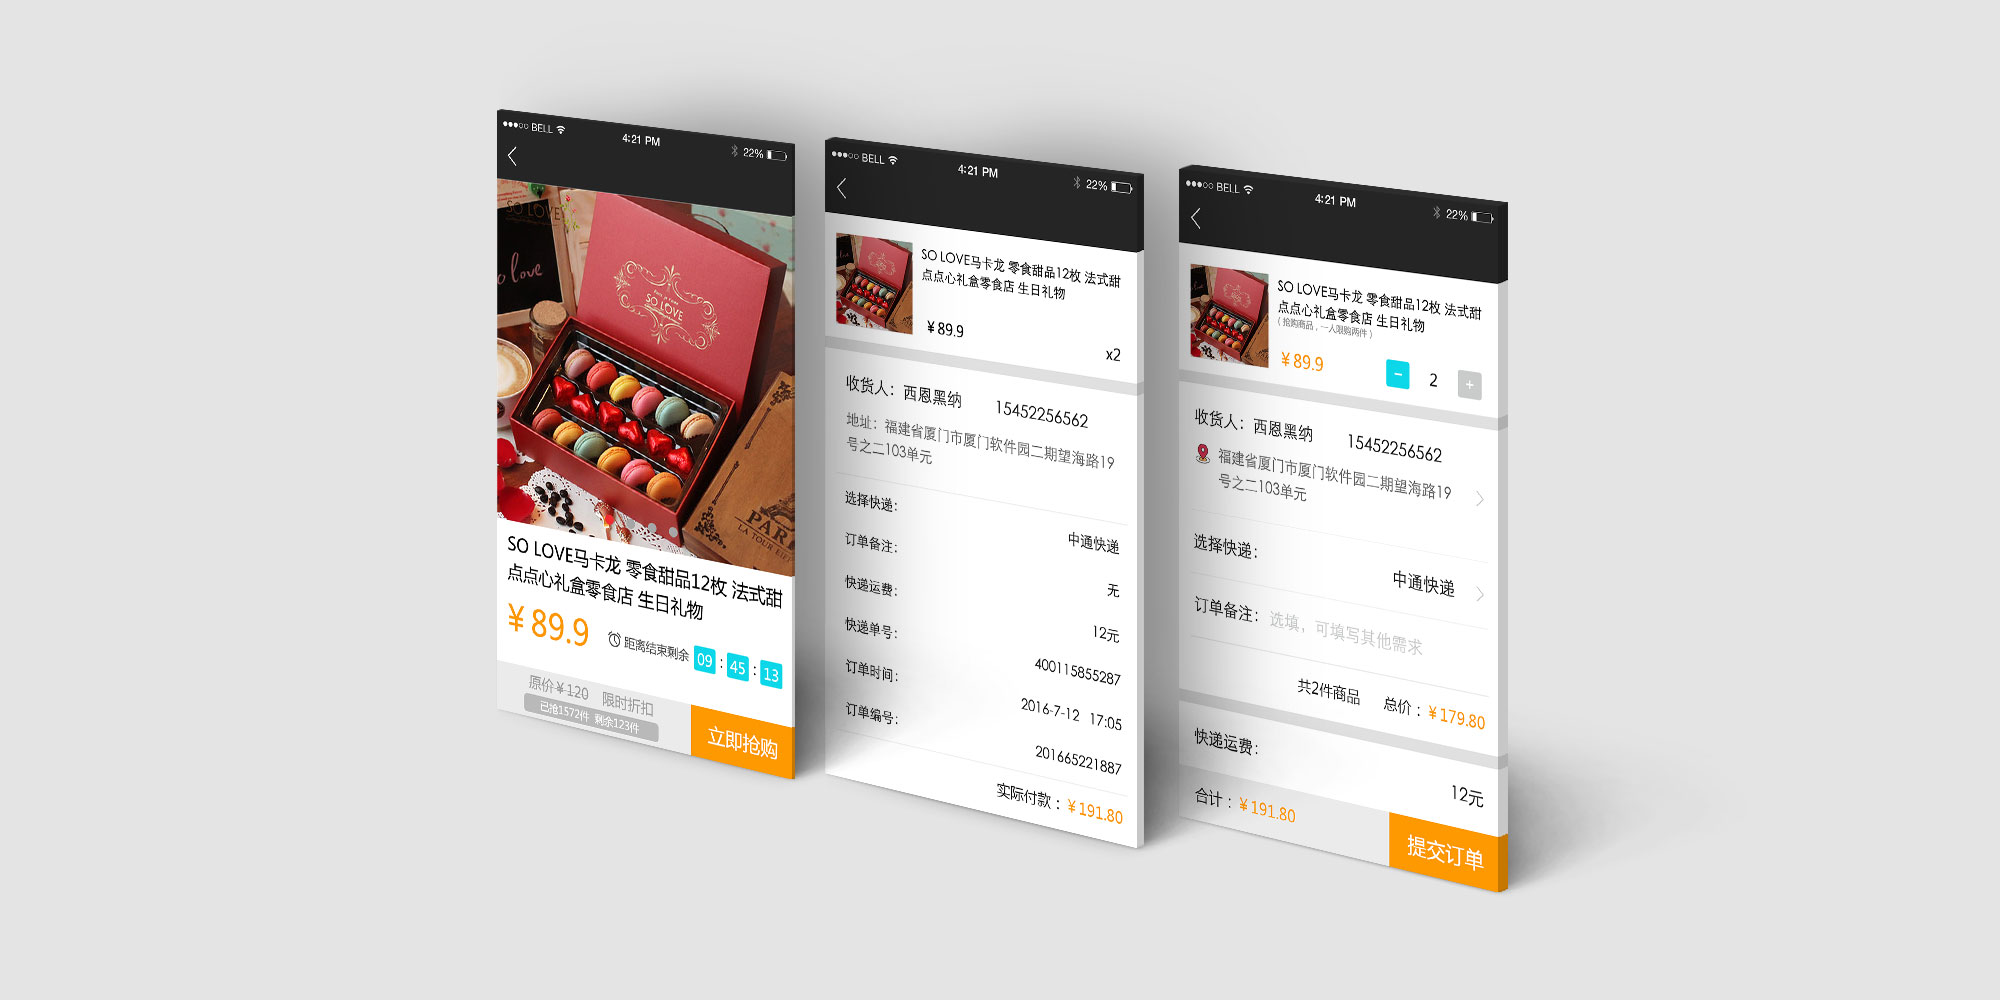 BELL
4:21 PM
22%
SO LOVE
so love
SO LOVE
PARI
LA TOUR EIFF
SO LOVE马卡龙 零食甜品12枚 法式甜
点点心礼盒零食店 生日礼物
¥89.9
距离结束剩余 09 : 45 : 13
原价¥120 限时折扣
已抢1572件 剩余123件
立即抢购
BELL
4:21 PM
22%
SO LOVE马卡龙 零食甜品12枚 法式甜
点点心礼盒零食店 生日礼物
¥89.9
x2
收货人：西恩黑纳 15452256562
地址：福建省厦门市厦门软件园二期望海路19
号之二103单元
选择快递：
中通快递
订单备注：
无
快递运费：
12元
快递单号：
400115855287
订单时间：
2016-7-12 17:05
订单编号：
201665221887
实际付款：¥191.80
BELL
4:21 PM
22%
SO LOVE马卡龙 零食甜品12枚 法式甜
点点心礼盒零食店 生日礼物
（抢购商品，一人限购两件）
¥89.9
－ 2 +
收货人：西恩黑纳 15452256562
福建省厦门市厦门软件园二期望海路19
号之二103单元
选择快递：
中通快递
订单备注：选填，可填写其他需求
共2件商品 总价：¥179.80
快递运费：
12元
合计：¥191.80
提交订单